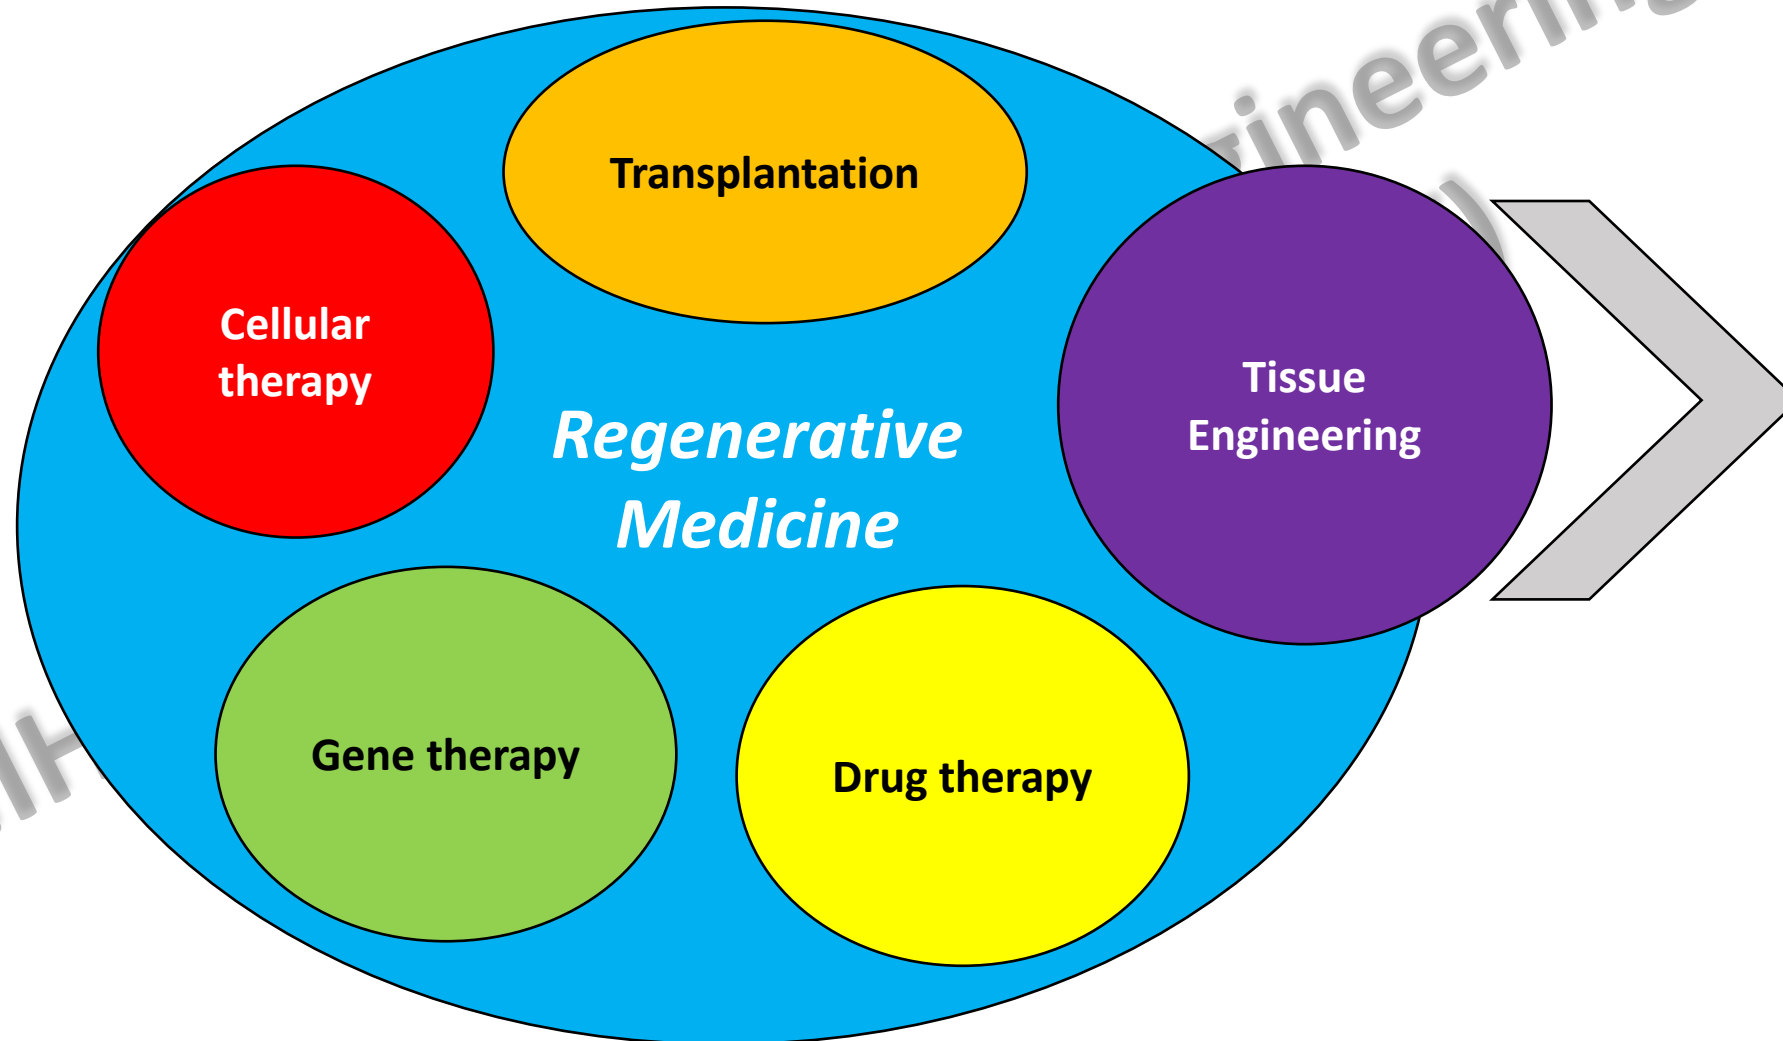 Transplantation
Cellular
therapy
Tissue
Engineering
Regenerative
Medicine
Gene therapy
Drug therapy